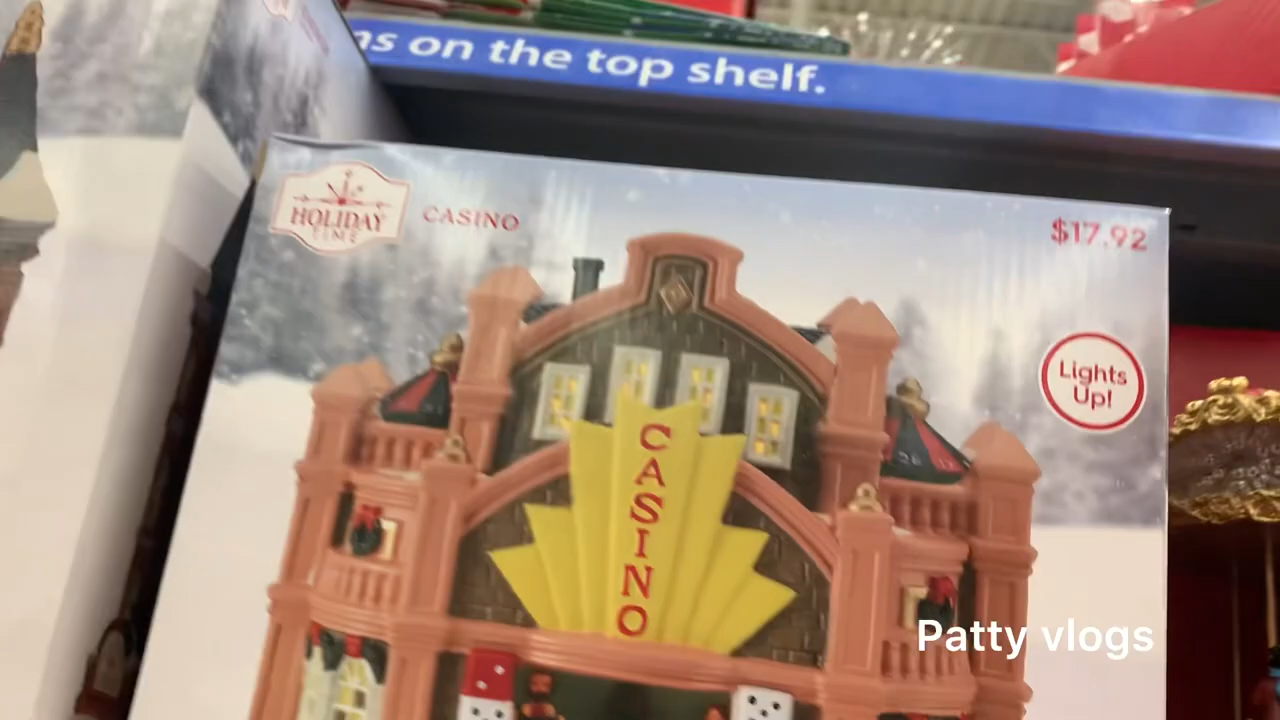 ns on the top shelf.
HOLIDAY
TIME
CASINO
$17.92
Lights
Up!
CASINO
Patty vlogs